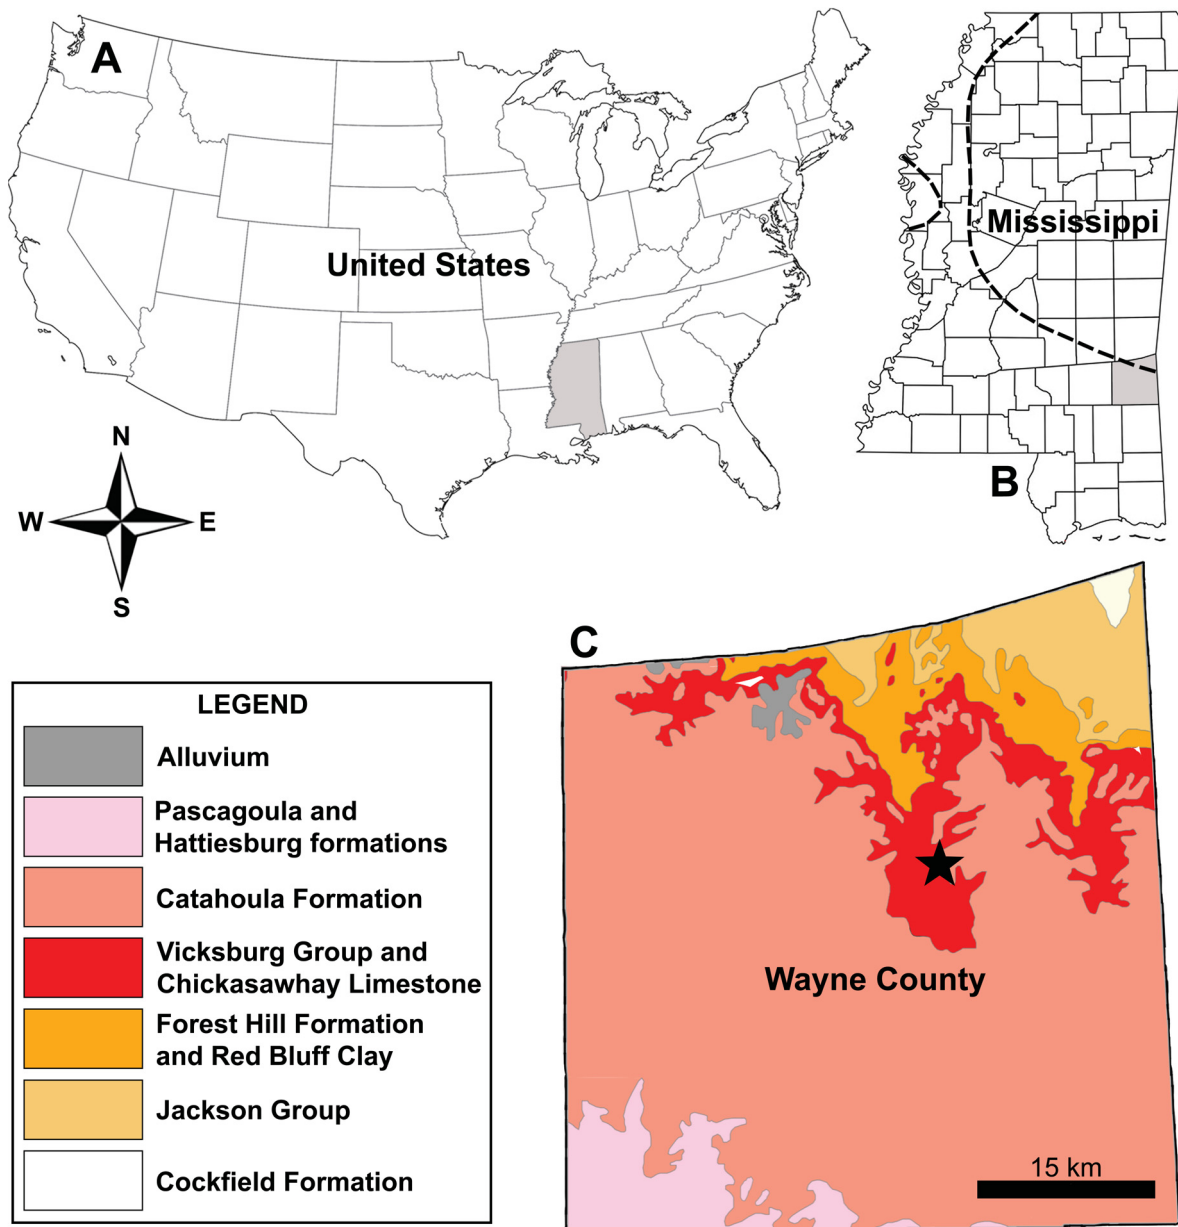 A
United States
Mississippi
B
N
W
E
S
C
Wayne County
15 km
LEGEND
Alluvium
Pascagoula and
Hattiesburg formations
Catahoula Formation
Vicksburg Group and
Chickasawhay Limestone
Forest Hill Formation
and Red Bluff Clay
Jackson Group
Cockfield Formation